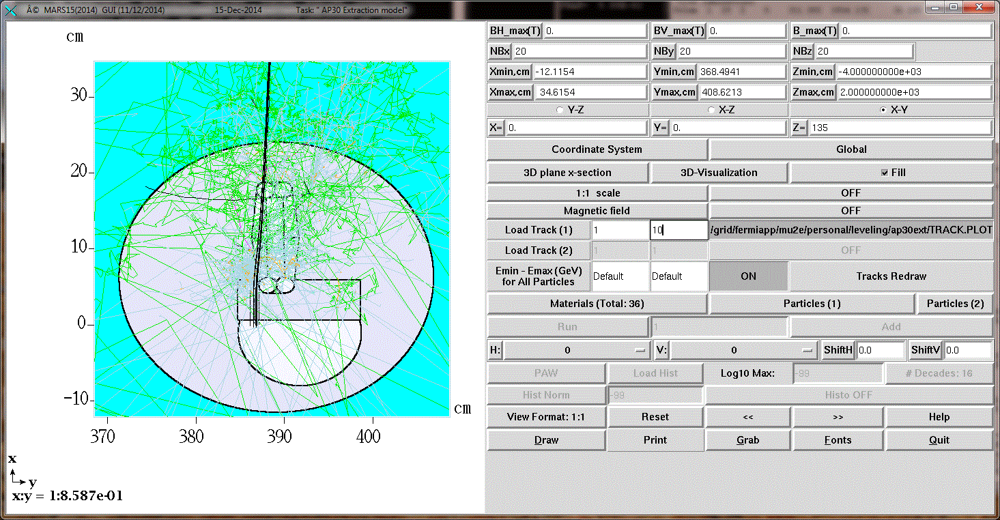 © MARS15(2014) GUI (11/12/2014) 15-Dec-2014 Task: " AP30 Extraction model"
cm
30
20
10
0
−10
cm
370 380 390 400
x
y
x:y = 1:8.587e-01
BH_max(T) 0. BV_max(T) 0. B_max(T) 0.
NBx 20 NBy 20 NBz 20
Xmin,cm -12.1154 Ymin,cm 368.4941 Zmin,cm -4.000000000e+03
Xmax,cm 34.6154 Ymax,cm 408.6213 Zmax,cm 2.000000000e+03
Y-Z X-Z X-Y
X= 0. Y= 0. Z= 135
Coordinate System Global
3D plane x-section 3D-Visualization Fill
1:1 scale OFF
Magnetic field OFF
Load Track (1) 1 10 /grid/fermiapp/mu2e/personal/leveling/ap30ext/TRACK.PLOT
Load Track (2) 1 1 OFF
Emin - Emax (GeV)
for All Particles Default Default ON Tracks Redraw
Materials (Total: 36) Particles (1) Particles (2)
Run 1 Add
H: 0 V: 0 ShiftH 0.0 ShiftV 0.0
PAW Load Hist Log10 Max: -99 # Decades: 16
Hist Norm -99 Histo OFF
View Format: 1:1 Reset << >> Help
Draw Print Grab Fonts Quit